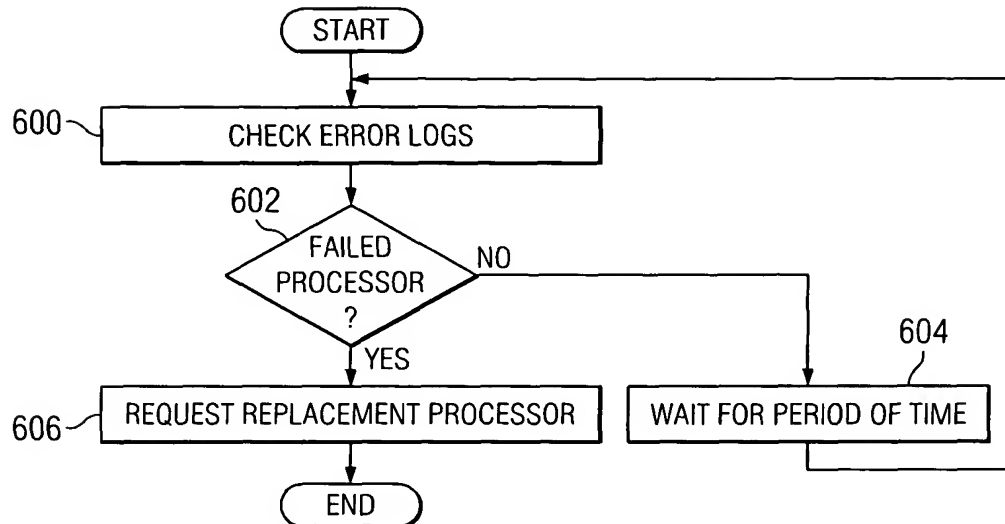 START
600
CHECK ERROR LOGS
602
FAILED
PROCESSOR
?
NO
YES
604
606
REQUEST REPLACEMENT PROCESSOR
WAIT FOR PERIOD OF TIME
END